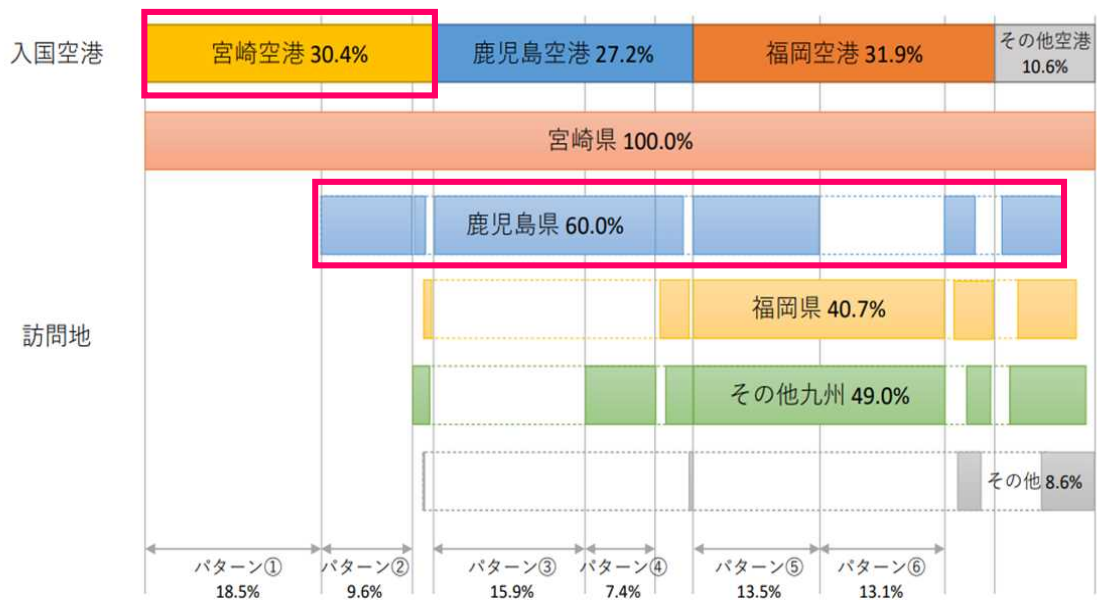 入国空港
宮崎空港 30.4%
鹿児島空港 27.2%
福岡空港 31.9%
その他空港
10.6%
宮崎県 100.0%
鹿児島県 60.0%
訪問地
福岡県 40.7%
その他九州 49.0%
その他 8.6%
パターン①
18.5%
パターン②
9.6%
パターン③
15.9%
パターン④
7.4%
パターン⑤
13.5%
パターン⑥
13.1%